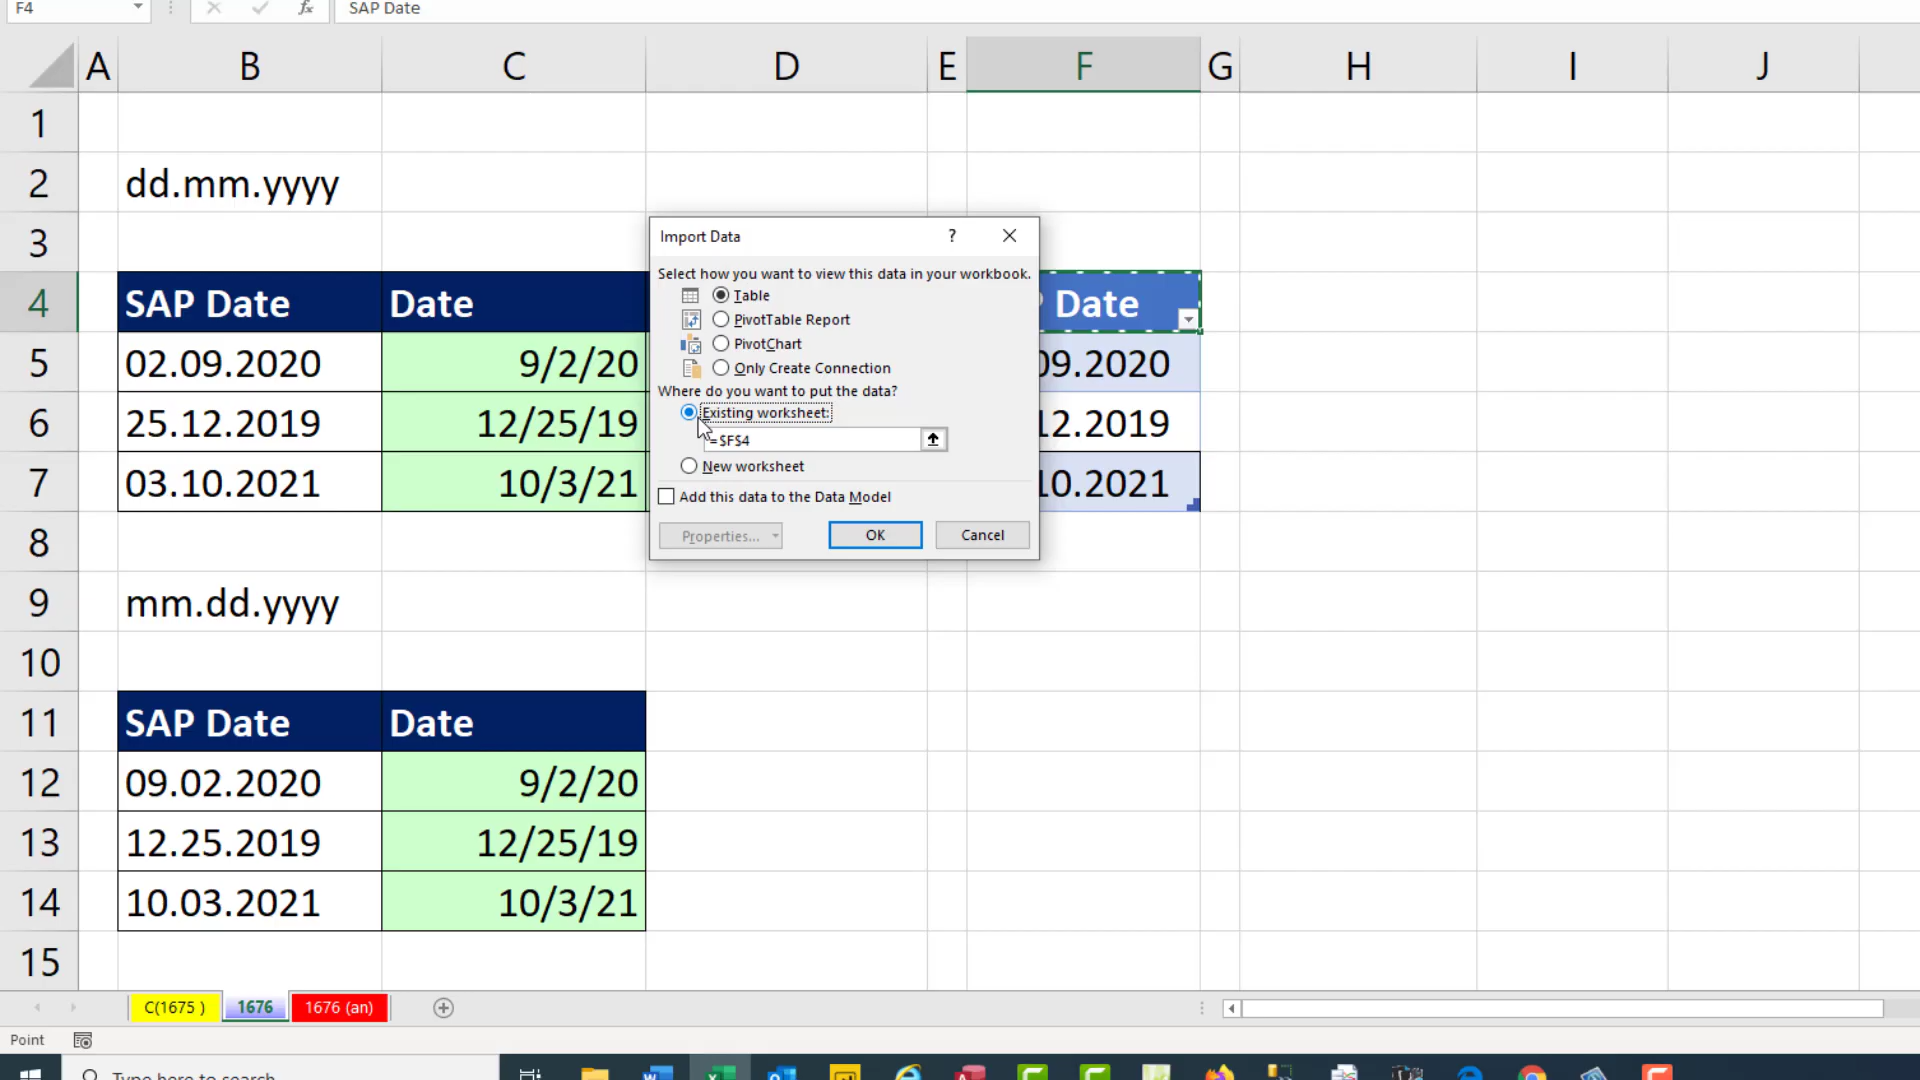 F4 fx SAP Date
A B C D E F G H I J
1
2 dd.mm.yyyy
3
4 SAP Date Date Date
5 02.09.2020 9/2/20 09.2020
6 25.12.2019 12/25/19 12.2019
7 03.10.2021 10/3/21 10.2021
8
9 mm.dd.yyyy
10
11 SAP Date Date
12 09.02.2020 9/2/20
13 12.25.2019 12/25/19
14 10.03.2021 10/3/21
15
Import Data ?
Select how you want to view this data in your workbook.
Table
PivotTable Report
PivotChart
Only Create Connection
Where do you want to put the data?
Existing worksheet:
=$F$4
New worksheet
Add this data to the Data Model
Properties... OK Cancel
C(1675 ) 1676 1676 (an)
Point
Type here to search